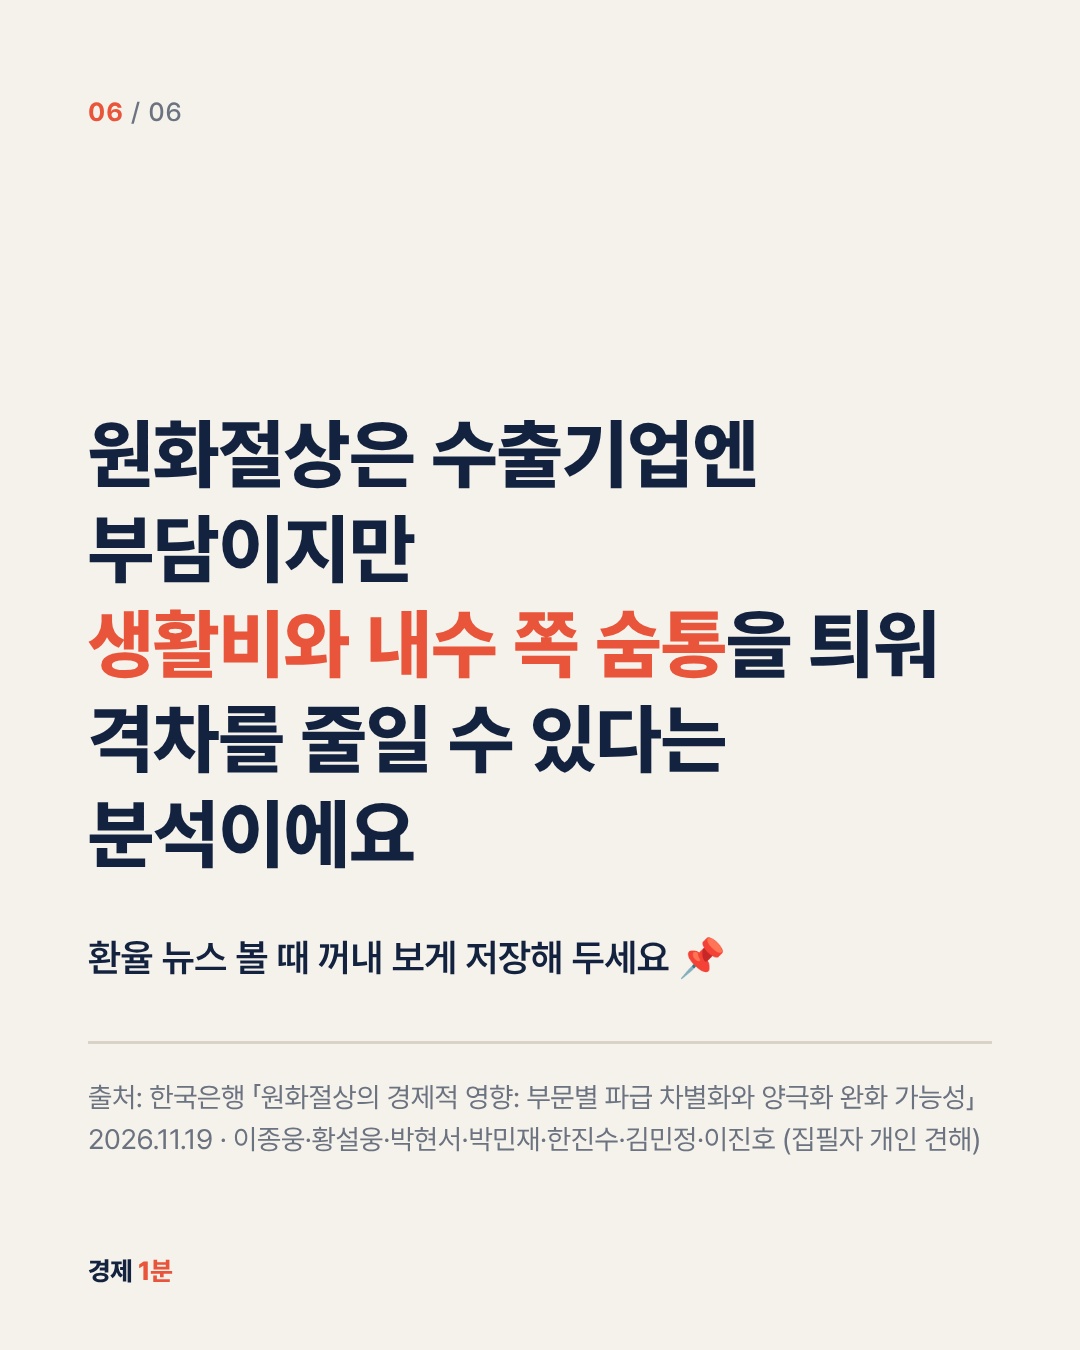 06 / 06
원화절상은 수출기업엔
부담이지만
생활비와 내수 쪽 숨통을 틔워
격차를 줄일 수 있다는
분석이에요
환율 뉴스 볼 때 꺼내 보게 저장해 두세요 📌
출처: 한국은행 「원화절상의 경제적 영향: 부문별 파급 차별화와 양극화 완화 가능성」
2026.11.19 · 이종웅·황설웅·박현서·박민재·한진수·김민정·이진호 (집필자 개인 견해)
경제 1분